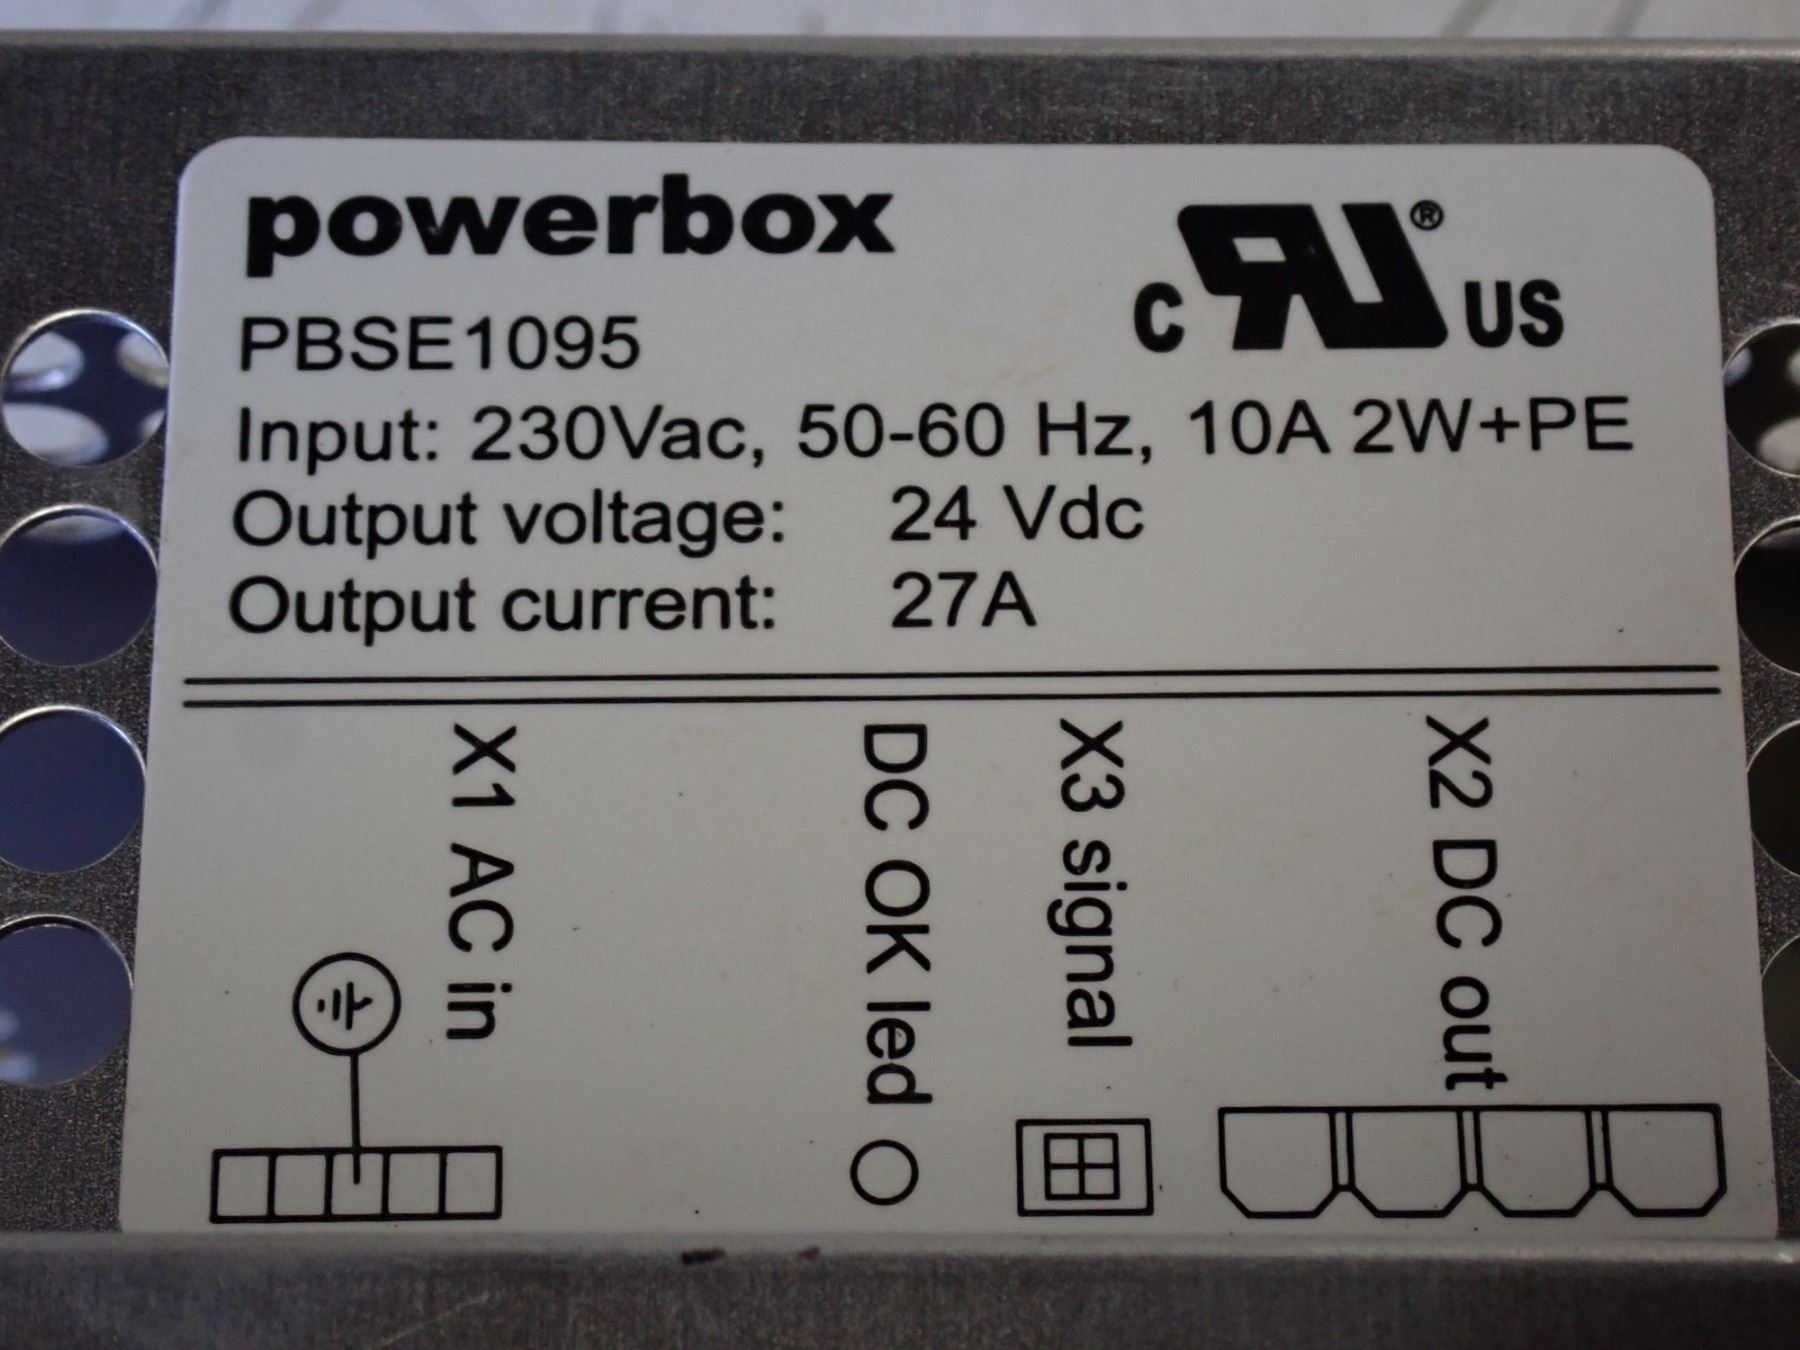 powerbox
C RU® US
PBSE1095
Input: 230Vac, 50-60 Hz, 10A 2W+PE
Output voltage: 24 Vdc
Output current: 27A
X1 AC in
DC OK led
X3 signal
X2 DC out